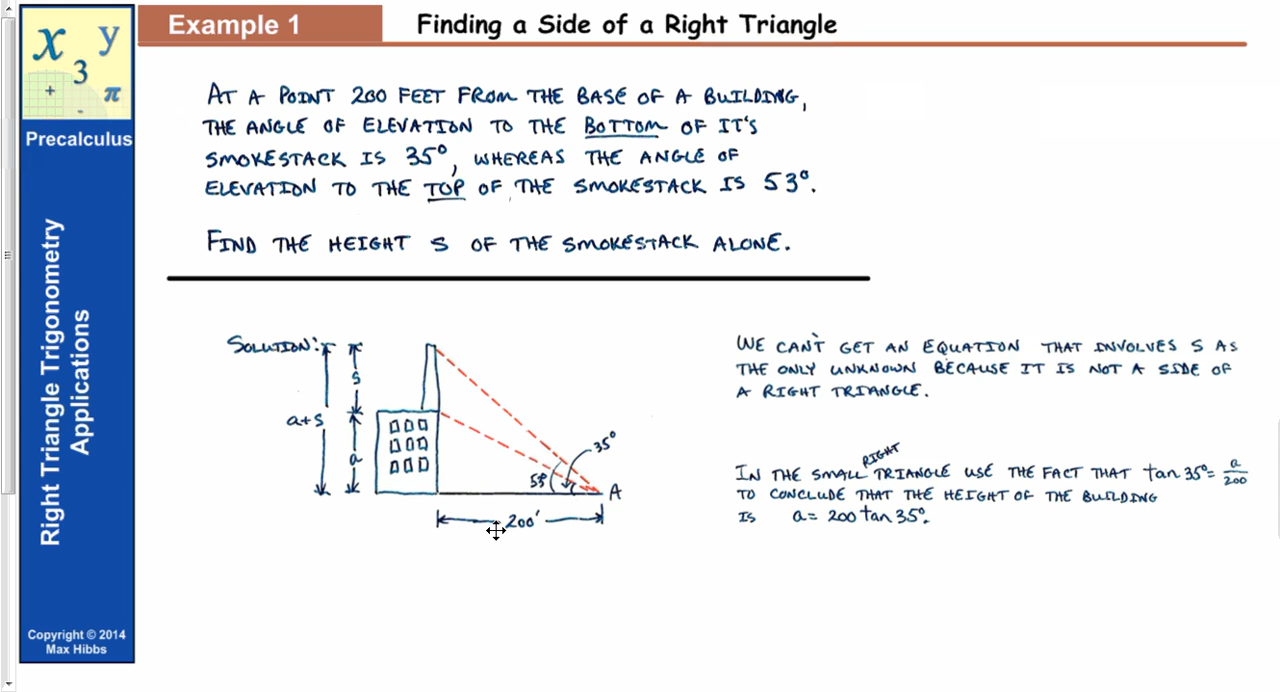 x y
3
+ π
-
Precalculus
Right Triangle Trigonometry
Applications
Copyright © 2014
Max Hibbs
Example 1
Finding a Side of a Right Triangle
AT A POINT 200 FEET FROM THE BASE OF A BUILDING,
THE ANGLE OF ELEVATION TO THE BOTTOM OF IT'S
SMOKESTACK IS 35°, WHEREAS THE ANGLE OF
ELEVATION TO THE TOP OF THE SMOKESTACK IS 53°.
FIND THE HEIGHT S OF THE SMOKESTACK ALONE.
SOLUTION:
s
a+s
a
35°
53°
A
200'
WE CAN'T GET AN EQUATION THAT INVOLVES S AS
THE ONLY UNKNOWN BECAUSE IT IS NOT A SIDE OF
A RIGHT TRIANGLE.
IN THE SMALL RIGHT TRIANGLE USE THE FACT THAT tan 35° = a/200
TO CONCLUDE THAT THE HEIGHT OF THE BUILDING
IS a = 200 tan 35°.